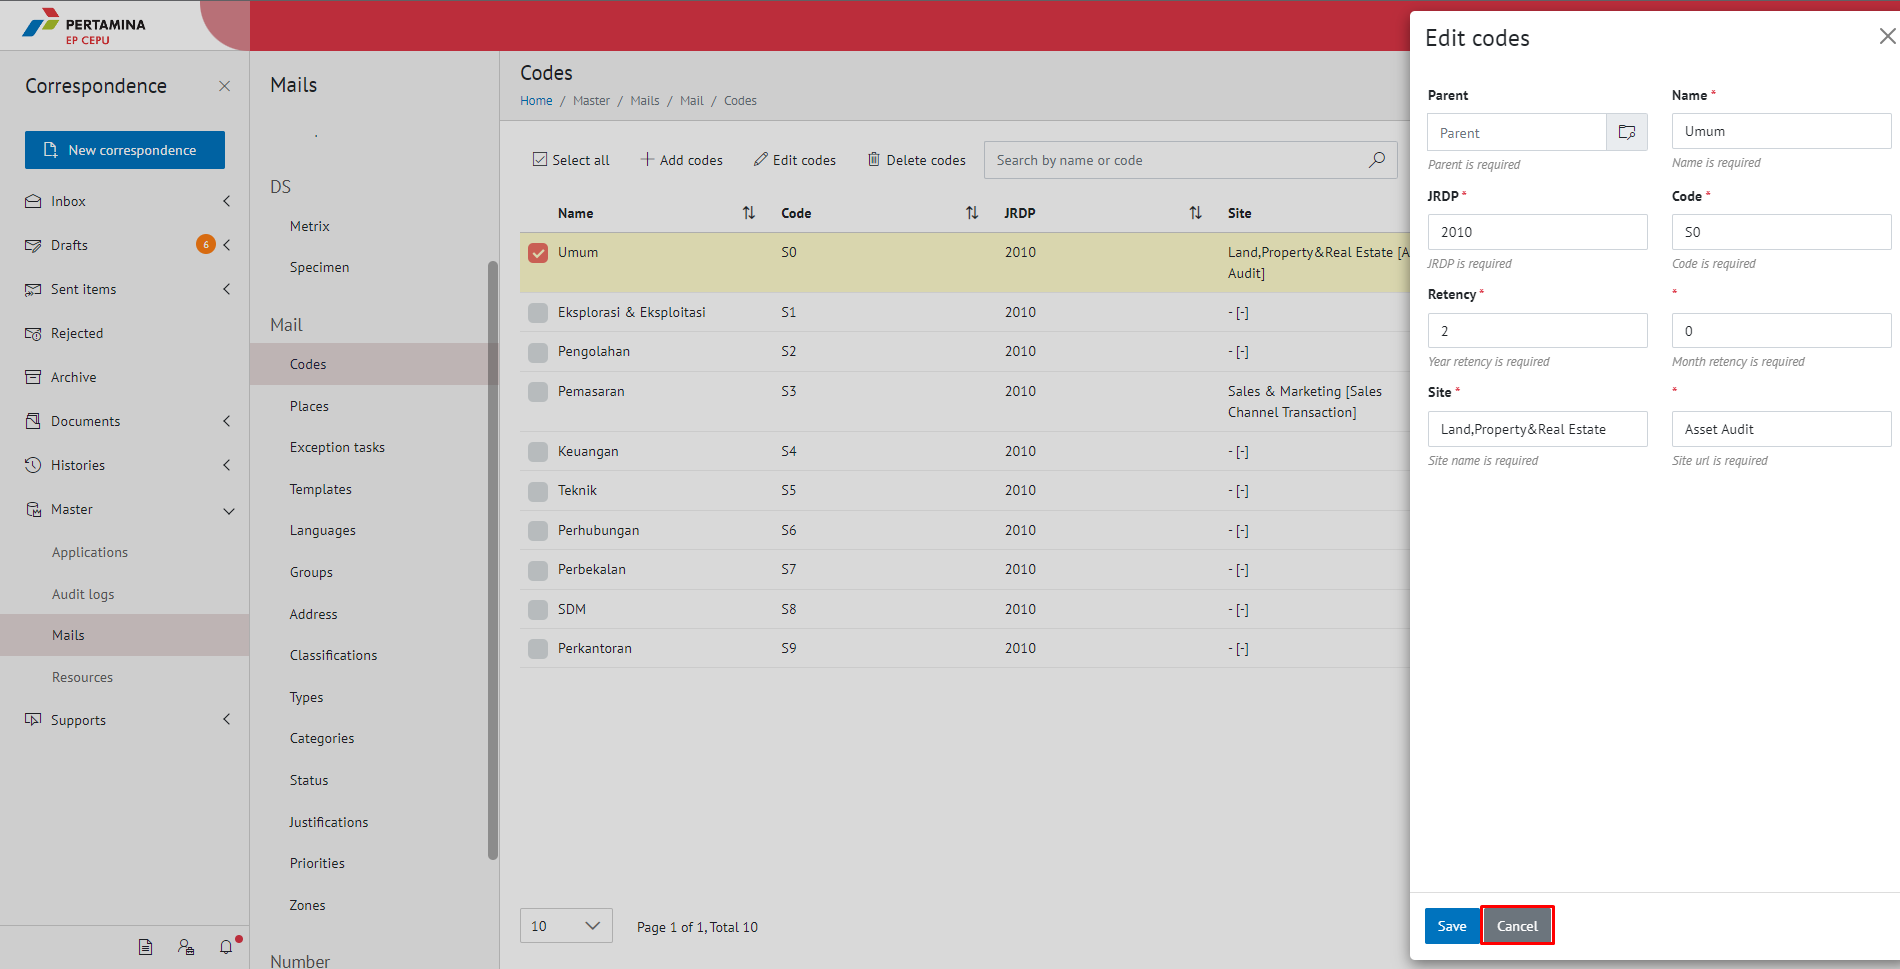 PERTAMINA
EP CEPU
Correspondence
New correspondence
Inbox
Drafts
6
Sent items
Rejected
Archive
Documents
Histories
Master
Applications
Audit logs
Mails
Resources
Supports
Mails
DS
Metrix
Specimen
Mail
Codes
Places
Exception tasks
Templates
Languages
Groups
Address
Classifications
Types
Categories
Status
Justifications
Priorities
Zones
Number
Codes
Home / Master / Mails / Mail / Codes
Select all
Add codes
Edit codes
Delete codes
Search by name or code
Name Code JRDP Site
Umum S0 2010 Land,Property&Real Estate [A
Audit]
Eksplorasi & Eksploitasi S1 2010 - [-]
Pengolahan S2 2010 - [-]
Pemasaran S3 2010 Sales & Marketing [Sales
Channel Transaction]
Keuangan S4 2010 - [-]
Teknik S5 2010 - [-]
Perhubungan S6 2010 - [-]
Perbekalan S7 2010 - [-]
SDM S8 2010 - [-]
Perkantoran S9 2010 - [-]
10
Page 1 of 1, Total 10
Edit codes
Parent Name *
Parent Umum
Parent is required Name is required
JRDP * Code *
2010 S0
JRDP is required Code is required
Retency * *
2 0
Year retency is required Month retency is required
Site * *
Land,Property&Real Estate Asset Audit
Site name is required Site url is required
Save Cancel